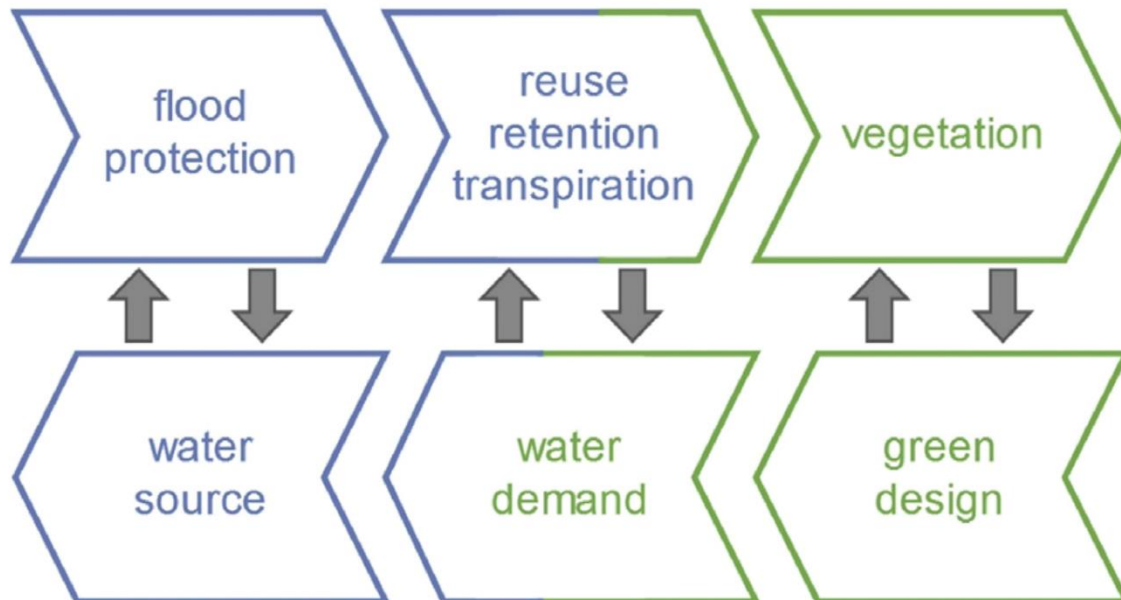 flood
protection
reuse
retention
transpiration
vegetation
water
source
water
demand
green
design